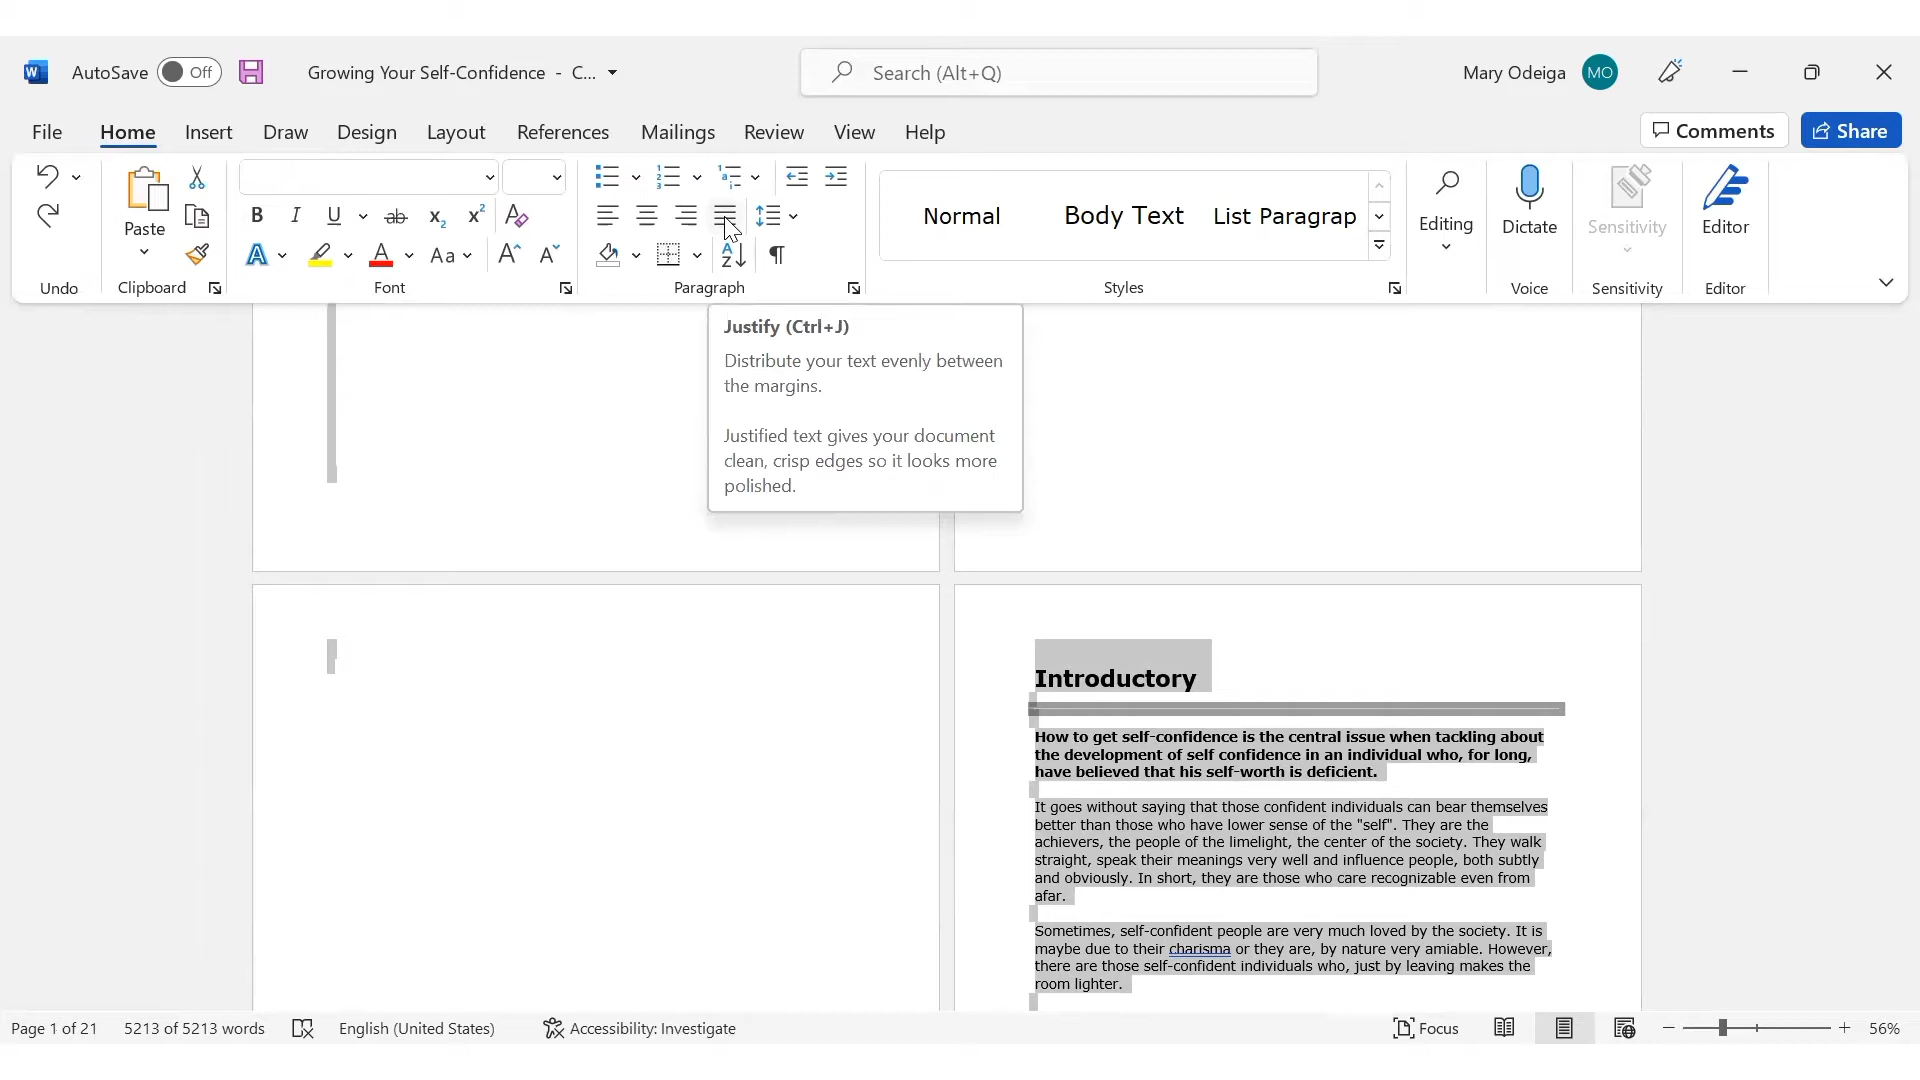 AutoSave Off Growing Your Self-Confidence - C... Search (Alt+Q) Mary Odeiga MO
File Home Insert Draw Design Layout References Mailings Review View Help Comments Share
Paste
B I U ab x₂ x²
A A Aa A A
A Z ¶
Normal Body Text List Paragrap
Editing
Dictate
Sensitivity
Editor
Undo Clipboard Font Paragraph Styles Voice Sensitivity Editor
Justify (Ctrl+J)
Distribute your text evenly between
the margins.
Justified text gives your document
clean, crisp edges so it looks more
polished.
Introductory
How to get self-confidence is the central issue when tackling about
the development of self confidence in an individual who, for long,
have believed that his self-worth is deficient.
It goes without saying that those confident individuals can bear themselves
better than those who have lower sense of the "self". They are the
achievers, the people of the limelight, the center of the society. They walk
straight, speak their meanings very well and influence people, both subtly
and obviously. In short, they are those who care recognizable even from
afar.
Sometimes, self-confident people are very much loved by the society. It is
maybe due to their charisma or they are, by nature very amiable. However,
there are those self-confident individuals who, just by leaving makes the
room lighter.
Page 1 of 21 5213 of 5213 words English (United States) Accessibility: Investigate Focus 56%